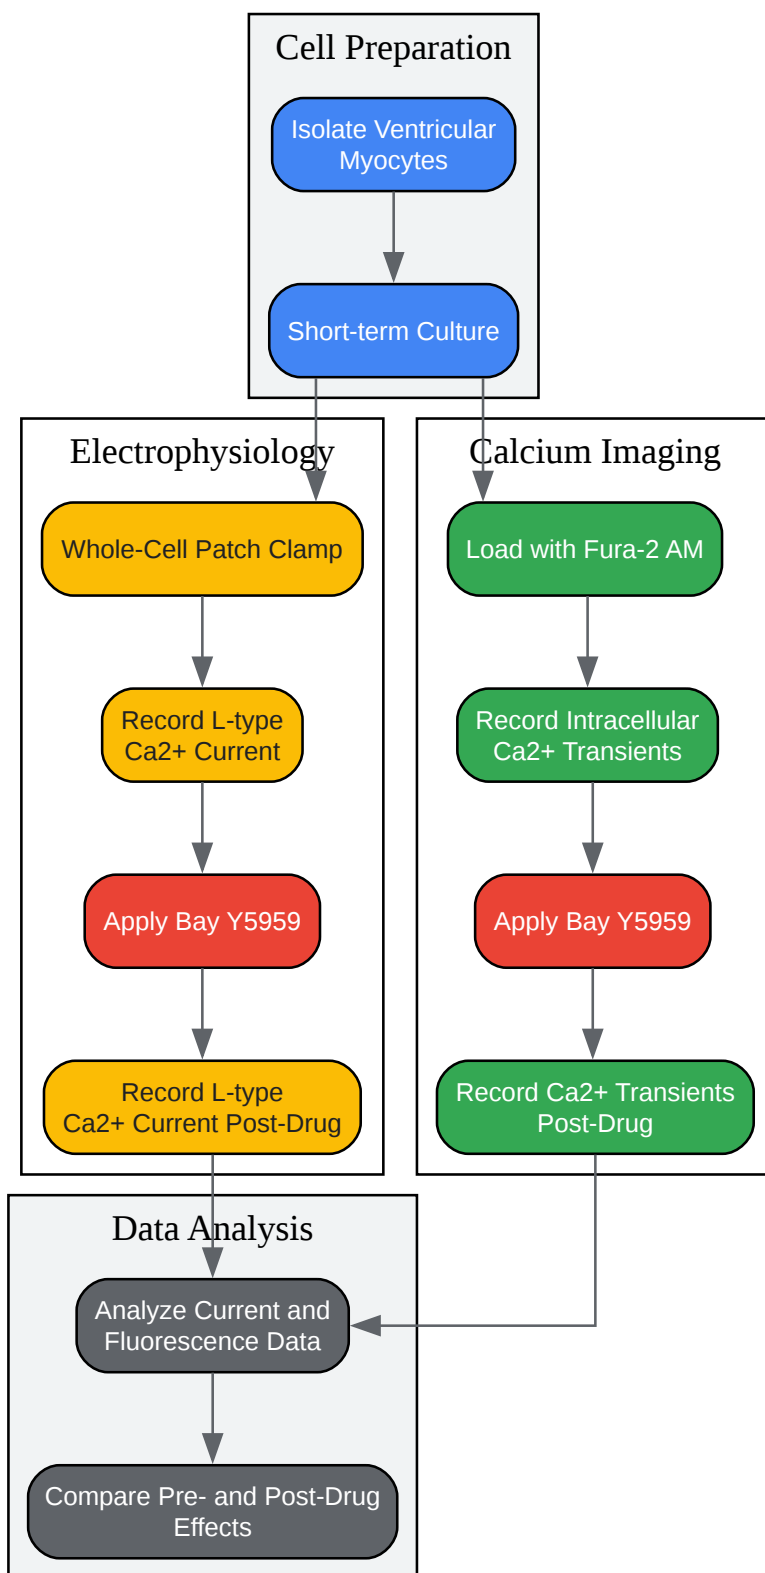 Cell Preparation
Isolate Ventricular
Myocytes
Short-term Culture
Electrophysiology
Whole-Cell Patch Clamp
Record L-type
Ca2+ Current
Apply Bay Y5959
Record L-type
Ca2+ Current Post-Drug
Calcium Imaging
Load with Fura-2 AM
Record Intracellular
Ca2+ Transients
Apply Bay Y5959
Record Ca2+ Transients
Post-Drug
Data Analysis
Analyze Current and
Fluorescence Data
Compare Pre- and Post-Drug
Effects